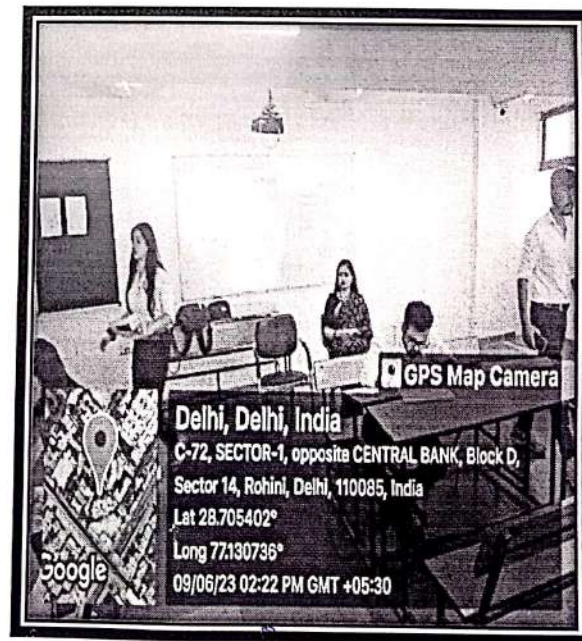 GPS Map Camera
Delhi, Delhi, India
C-72, SECTOR-1, opposite CENTRAL BANK, Block D,
Sector 14, Rohini, Delhi, 110085, India
Lat 28.705402°
Long 77.130736°
09/06/23 02:22 PM GMT +05:30
Google